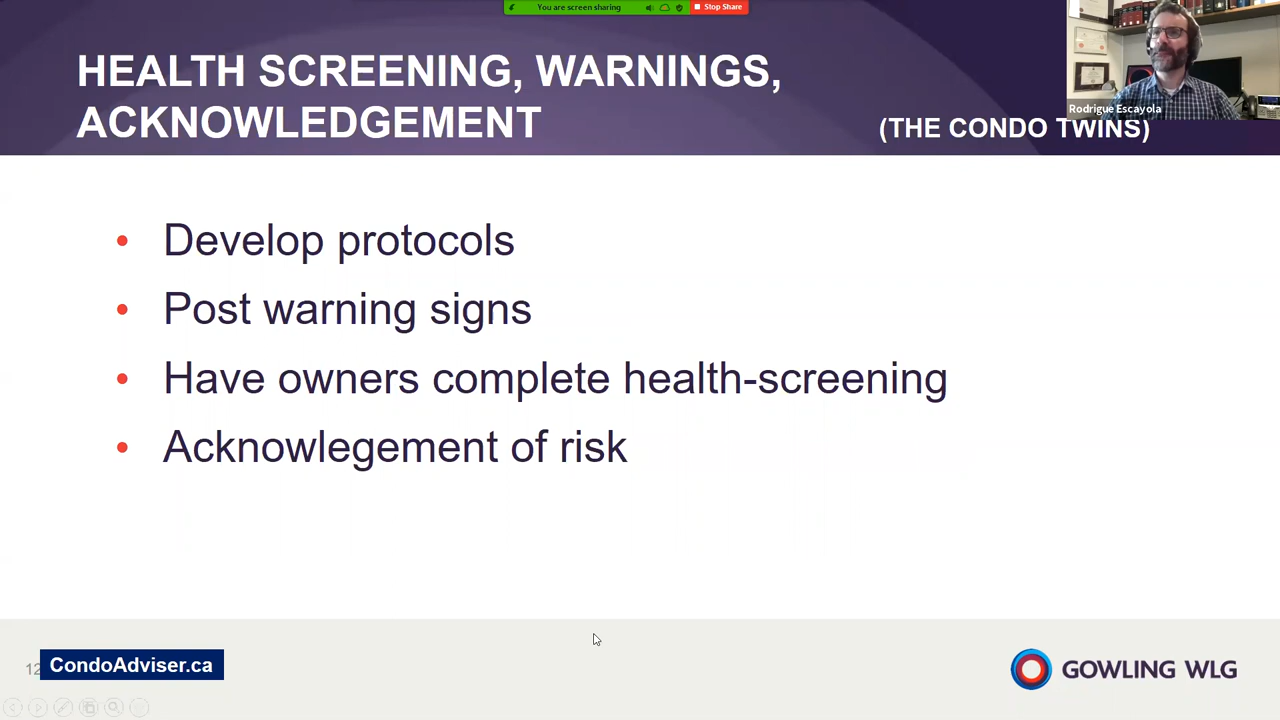 You are screen sharing
Stop Share
HEALTH SCREENING, WARNINGS,
ACKNOWLEDGEMENT
(THE CONDO TWINS)
Rodrigue Escayola
• Develop protocols
• Post warning signs
• Have owners complete health-screening
• Acknowlegement of risk
12
CondoAdviser.ca
GOWLING WLG